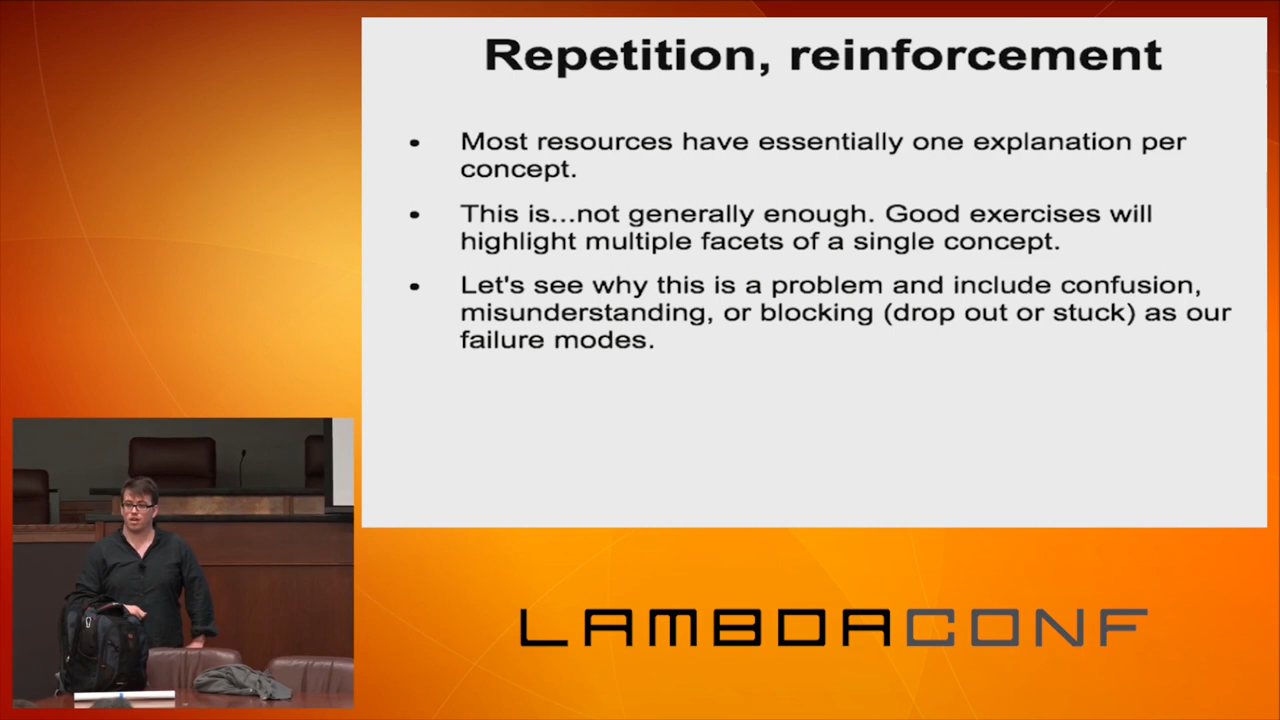 Repetition, reinforcement
• Most resources have essentially one explanation per
concept.
• This is...not generally enough. Good exercises will
highlight multiple facets of a single concept.
• Let's see why this is a problem and include confusion,
misunderstanding, or blocking (drop out or stuck) as our
failure modes.
LAMBDACONF